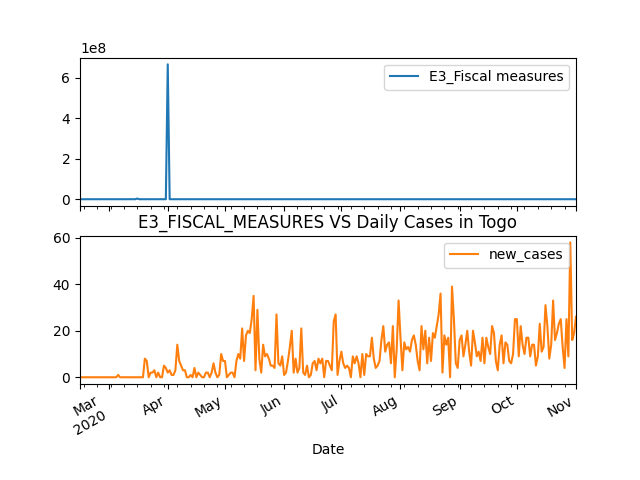 1e8
E3_Fiscal measures
6
4
2
0
E3_FISCAL_MEASURES VS Daily Cases in Togo
new_cases
60
40
20
0
Mar
2020
Apr
May
Jun
Jul
Aug
Sep
Oct
Nov
Date